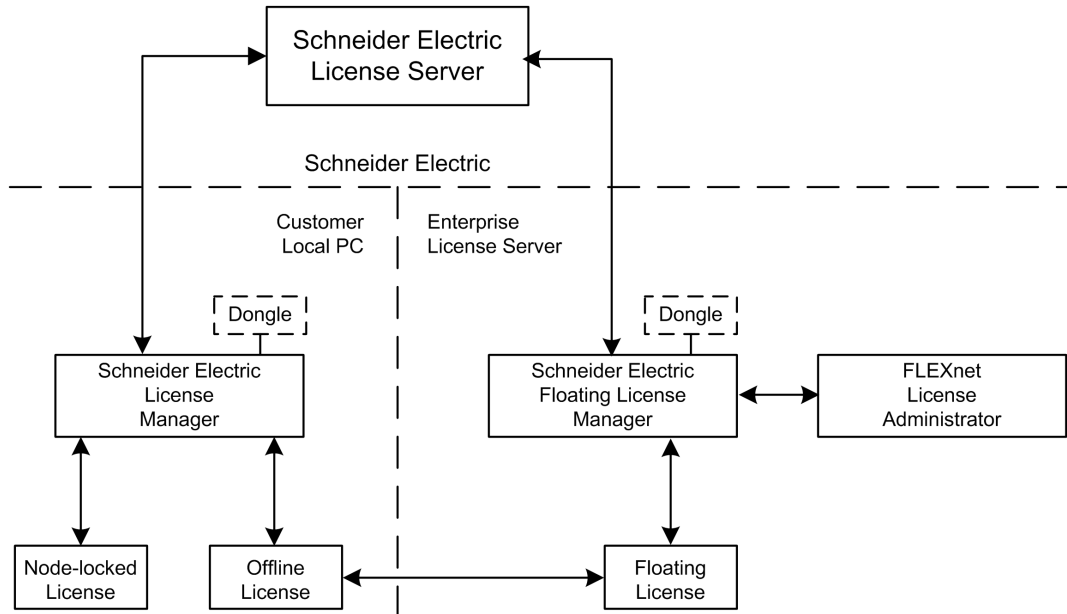 Schneider Electric
License Server
Schneider Electric
Customer
Local PC
Enterprise
License Server
Dongle
Dongle
Schneider Electric
License
Manager
Schneider Electric
Floating License
Manager
FLEXnet
License
Administrator
Node-locked
License
Offline
License
Floating
License